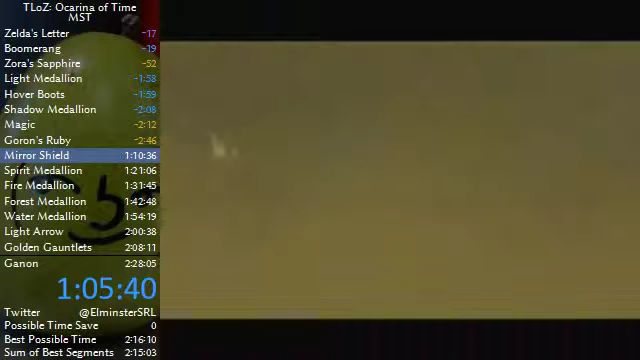 TLoZ: Ocarina of Time
MST
Zelda's Letter -17
Boomerang -19
Zora's Sapphire -52
Light Medallion -1:58
Hover Boots -1:59
Shadow Medallion -2:08
Magic -2:12
Goron's Ruby -2:46
Mirror Shield 1:10:36
Spirit Medallion 1:21:06
Fire Medallion 1:31:45
Forest Medallion 1:42:48
Water Medallion 1:54:19
Light Arrow 2:00:38
Golden Gauntlets 2:08:11
Ganon 2:28:05
1:05:40
Twitter @ElminsterSRL
Possible Time Save 0
Best Possible Time 2:16:10
Sum of Best Segments 2:15:03